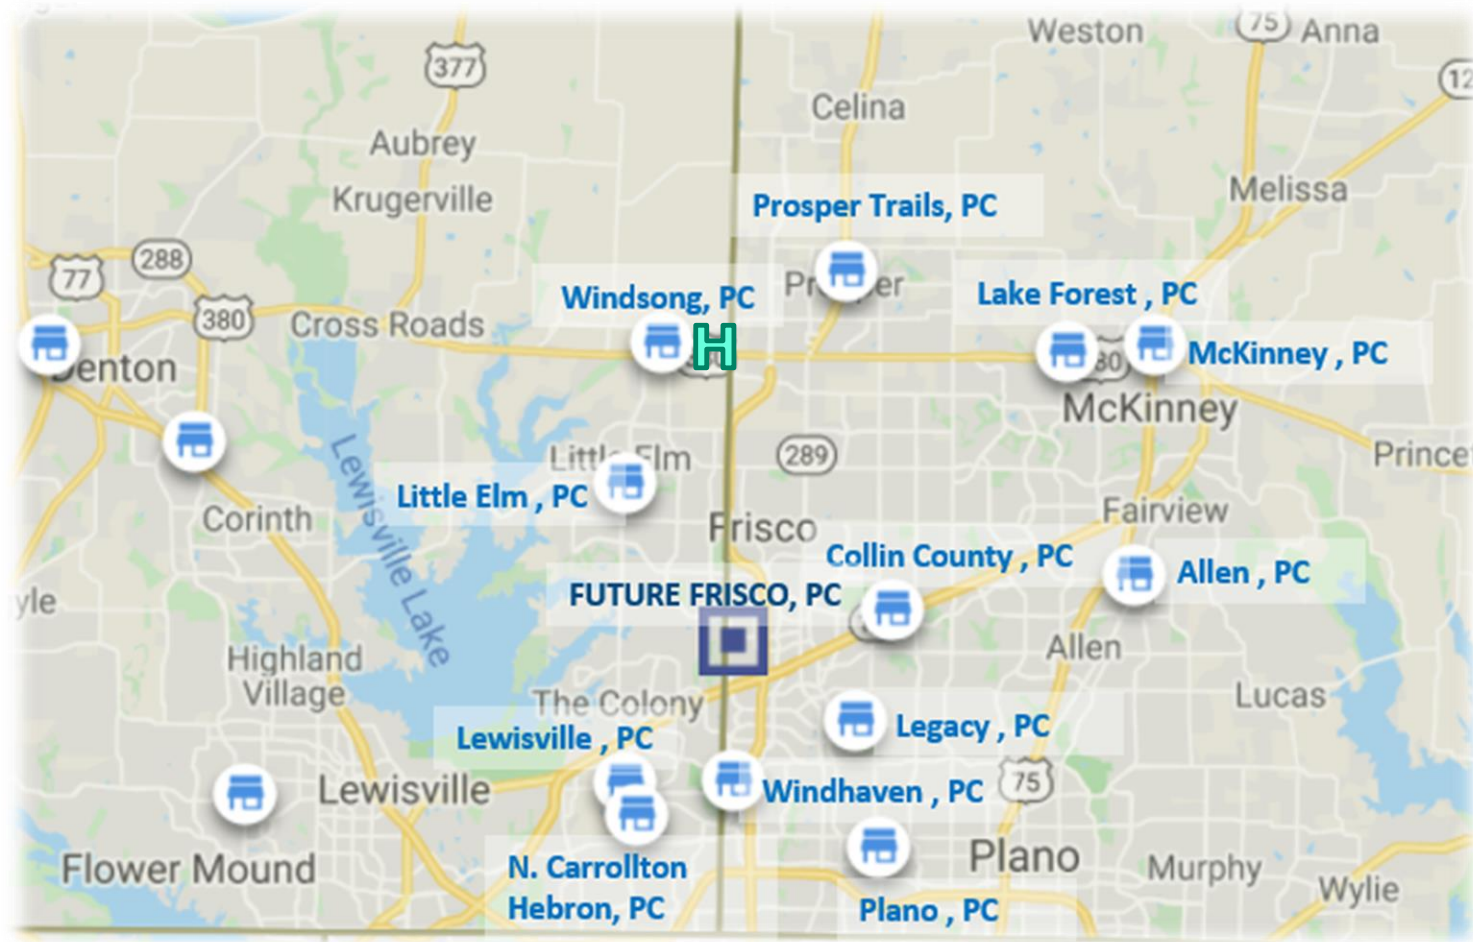 Weston
75
Anna
377
12
Celina
Aubrey
Krugerville
Melissa
Prosper Trails, PC
288
77
Windsong, PC
Lake Forest , PC
380
Cross Roads
H
McKinney , PC
Denton
McKinney
Little Elm
289
Prince
Little Elm , PC
Lewisville Lake
Corinth
Frisco
Fairview
Collin County , PC
Allen , PC
FUTURE FRISCO, PC
yle
Highland
Village
Allen
Lucas
The Colony
Legacy , PC
Lewisville , PC
Lewisville
Windhaven , PC
75
Flower Mound
N. Carrollton
Hebron, PC
Plano
Plano , PC
Murphy
Wylie